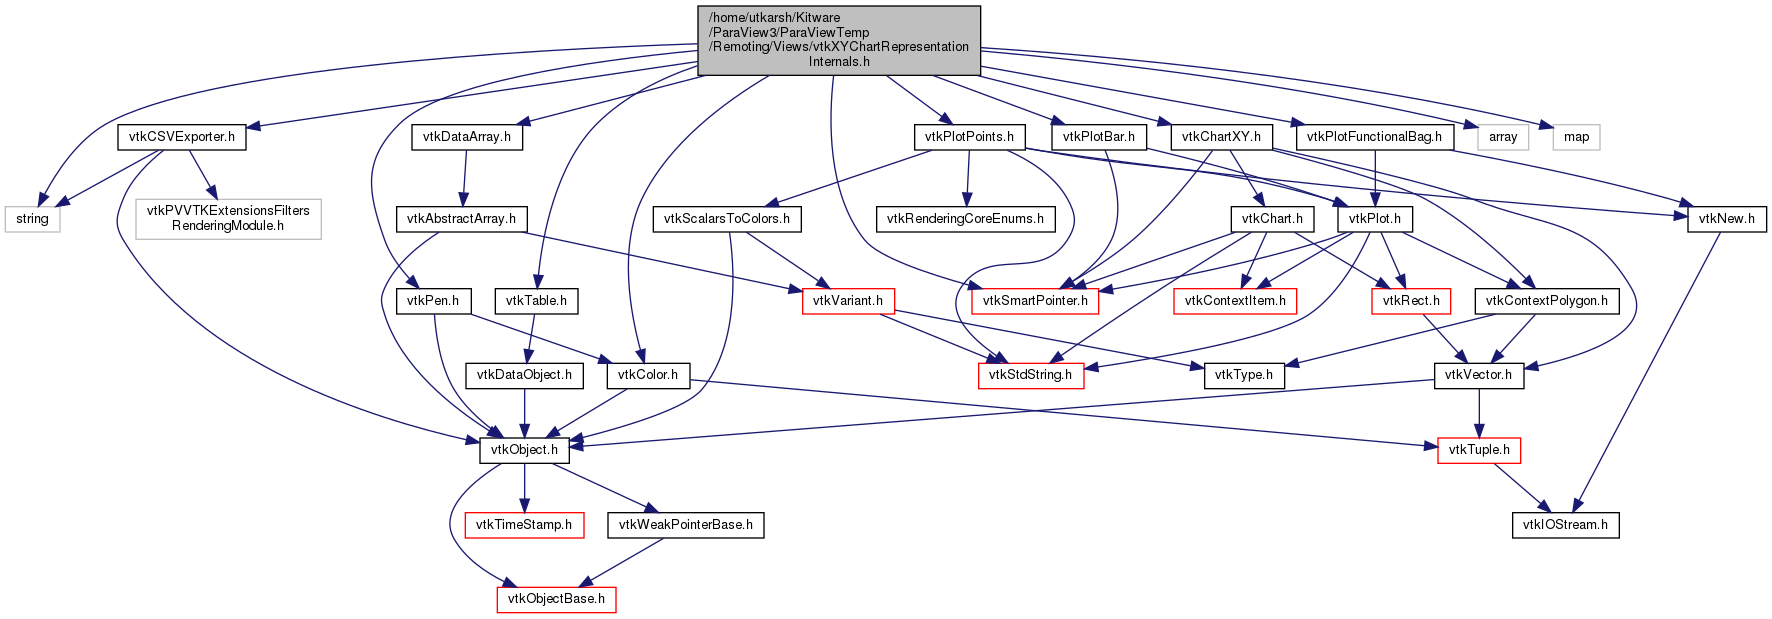 /home/utkarsh/Kitware
/ParaView3/ParaViewTemp
/Remoting/Views/vtkXYChartRepresentation
Internals.h
vtkCSVExporter.h
vtkDataArray.h
vtkPlotPoints.h
vtkPlotBar.h
vtkChartXY.h
vtkPlotFunctionalBag.h
array
map
string
vtkPVVTKExtensionsFilters
RenderingModule.h
vtkAbstractArray.h
vtkScalarsToColors.h
vtkRenderingCoreEnums.h
vtkChart.h
vtkPlot.h
vtkNew.h
vtkPen.h
vtkTable.h
vtkVariant.h
vtkSmartPointer.h
vtkContextItem.h
vtkRect.h
vtkContextPolygon.h
vtkDataObject.h
vtkColor.h
vtkStdString.h
vtkType.h
vtkVector.h
vtkObject.h
vtkTuple.h
vtkTimeStamp.h
vtkWeakPointerBase.h
vtkIOStream.h
vtkObjectBase.h